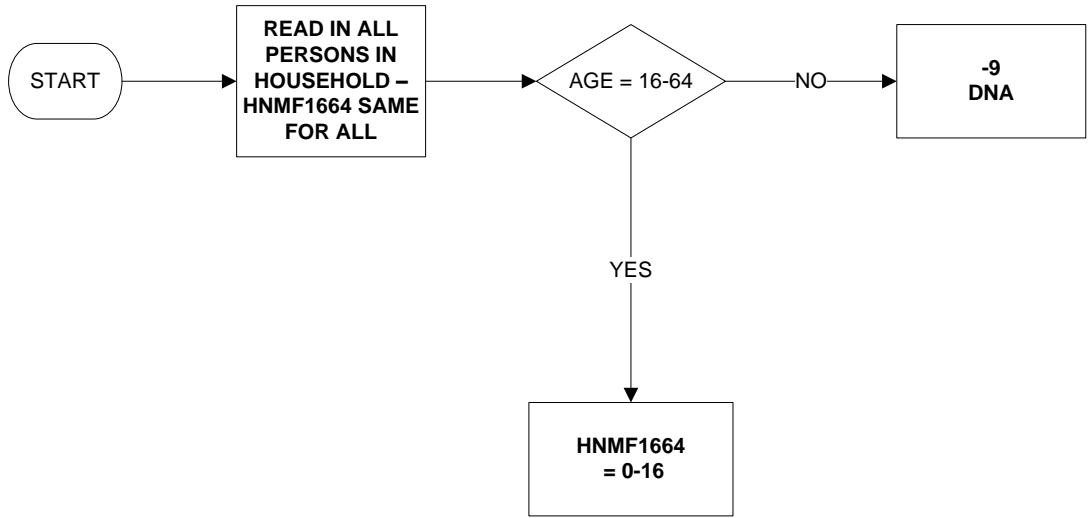 START
READ IN ALL
PERSONS IN
HOUSEHOLD –
HNMF1664 SAME
FOR ALL
AGE = 16-64
NO
-9
DNA
YES
HNMF1664
= 0-16